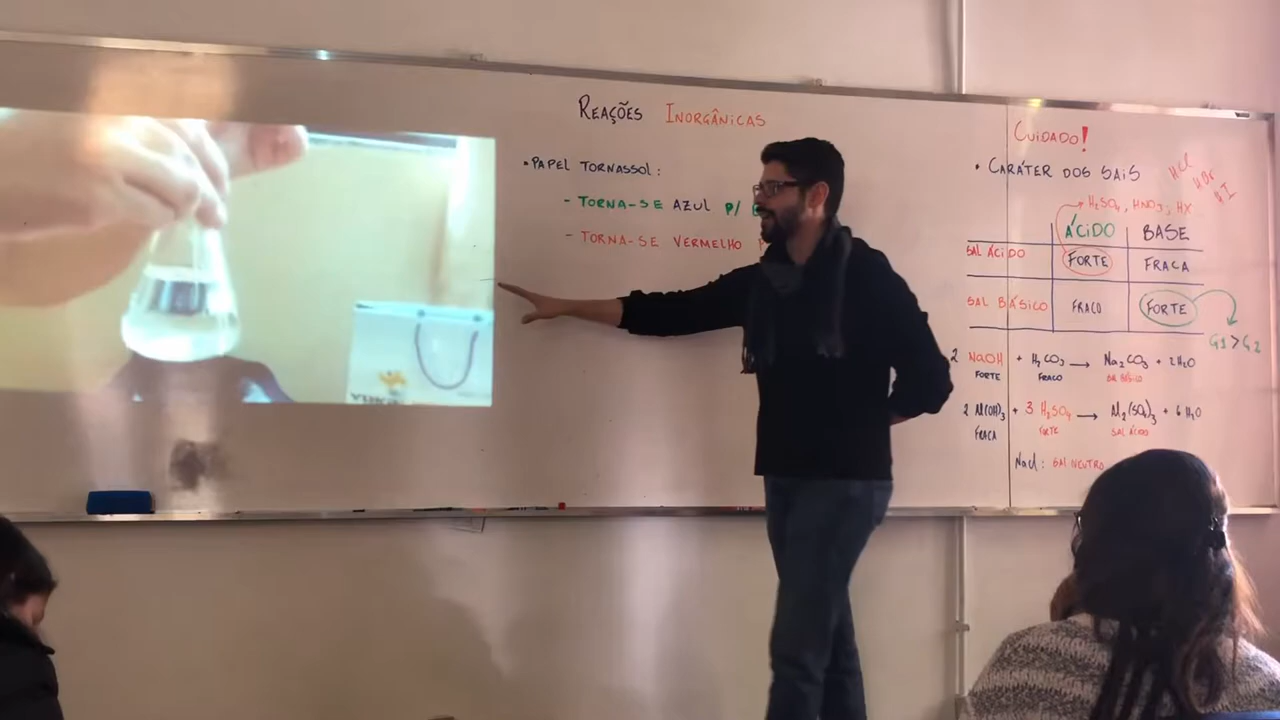 REAÇÕES INORGÂNICAS
•PAPEL TORNASSOL:
- TORNA-SE AZUL P/
- TORNA-SE VERMELHO
CUIDADO!
• CARÁTER DOS SAIS
HCl
HBr
HI
H₂SO₄, HNO₃, HX
ÁCIDO BASE
SAL ÁCIDO FORTE FRACA
SAL BÁSICO FRACO FORTE
G1>G2
2 NaOH + H₂CO₃ → Na₂CO₃ + 2H₂O
FORTE FRACO SAL BÁSICO
2 Al(OH)₃ + 3 H₂SO₄ → Al₂(SO₄)₃ + 6 H₂O
FRACA FORTE SAL ÁCIDO
NaCl: SAL NEUTRO